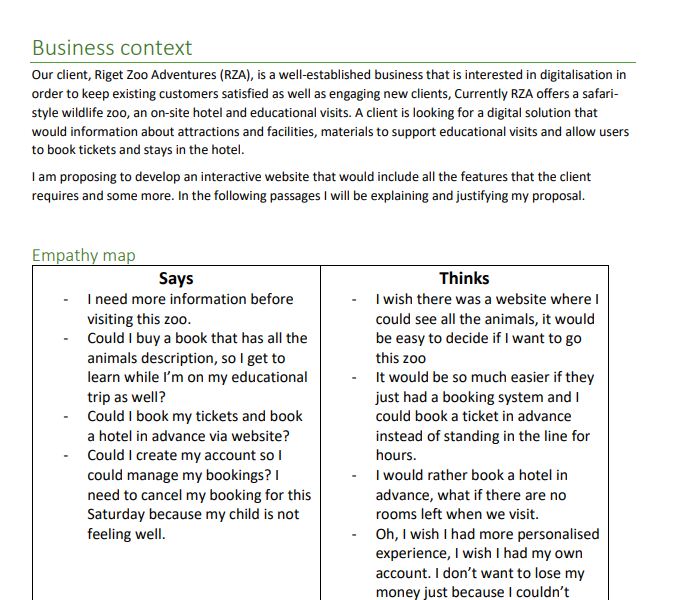 Business context
Our client, Riget Zoo Adventures (RZA), is a well-established business that is interested in digitalisation in
order to keep existing customers satisfied as well as engaging new clients, Currently RZA offers a safari-
style wildlife zoo, an on-site hotel and educational visits. A client is looking for a digital solution that
would information about attractions and facilities, materials to support educational visits and allow users
to book tickets and stays in the hotel.
I am proposing to develop an interactive website that would include all the features that the client
requires and some more. In the following passages I will be explaining and justifying my proposal.
Empathy map
Says
- I need more information before
visiting this zoo.
- Could I buy a book that has all the
animals description, so I get to
learn while I'm on my educational
trip as well?
- Could I book my tickets and book
a hotel in advance via website?
- Could I create my account so I
could manage my bookings? I
need to cancel my booking for this
Saturday because my child is not
feeling well.
Thinks
- I wish there was a website where I
could see all the animals, it would
be easy to decide if I want to go
this zoo
- It would be so much easier if they
just had a booking system and I
could book a ticket in advance
instead of standing in the line for
hours.
- I would rather book a hotel in
advance, what if there are no
rooms left when we visit.
- Oh, I wish I had more personalised
experience, I wish I had my own
account. I don't want to lose my
money just because I couldn't